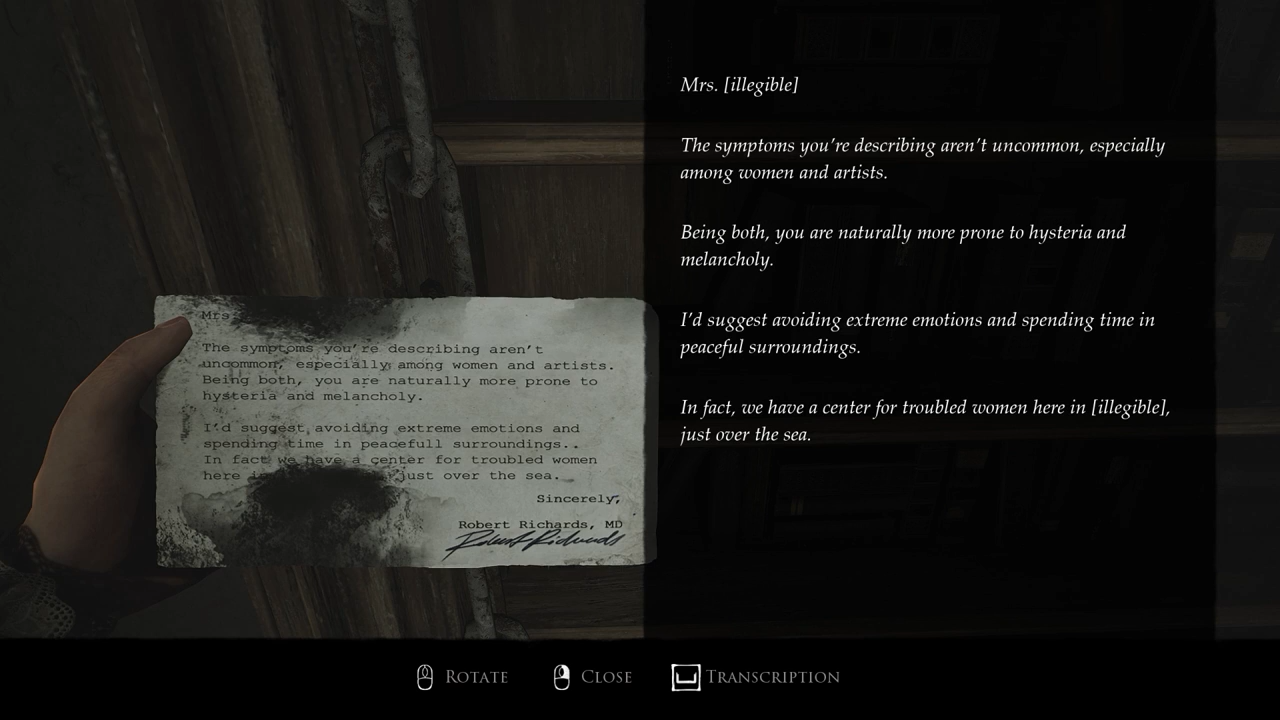 Mrs
The symptoms you're describing aren't
uncommon, especially among women and artists.
Being both, you are naturally more prone to
hysteria and melancholy.
I'd suggest avoiding extreme emotions and
spending time in peacefull surroundings..
In fact we have a center for troubled women
here just over the sea.
Sincerely,
Robert Richards, MD
Robert Richards
Mrs. [illegible]
The symptoms you're describing aren't uncommon, especially
among women and artists.
Being both, you are naturally more prone to hysteria and
melancholy.
I'd suggest avoiding extreme emotions and spending time in
peaceful surroundings.
In fact, we have a center for troubled women here in [illegible],
just over the sea.
Rotate
Close
Transcription